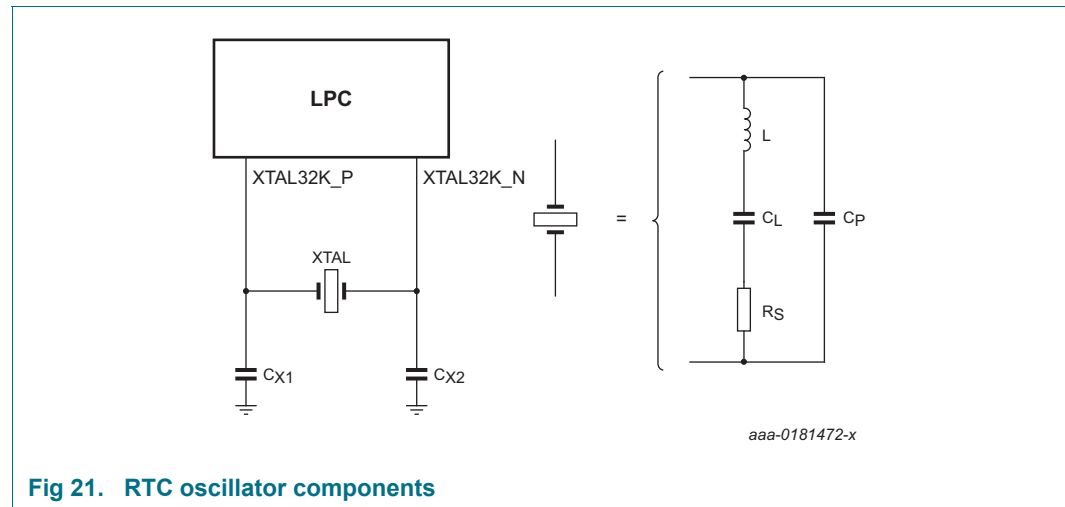 LPC
XTAL32K_P
XTAL32K_N
XTAL
CX1
CX2
=
L
CL
CP
RS
aaa-0181472-x
Fig 21. RTC oscillator components